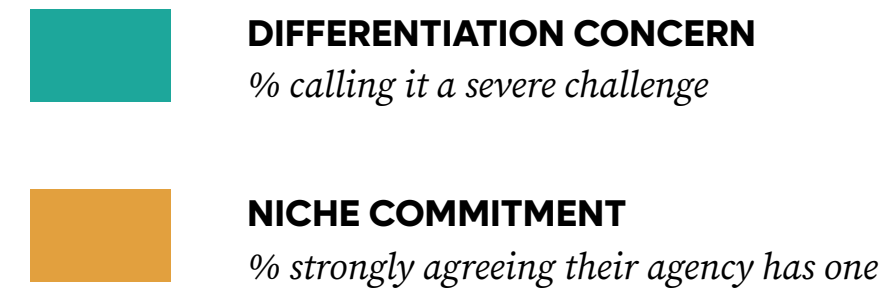 DIFFERENTIATION CONCERN
% calling it a severe challenge
NICHE COMMITMENT
% strongly agreeing their agency has one